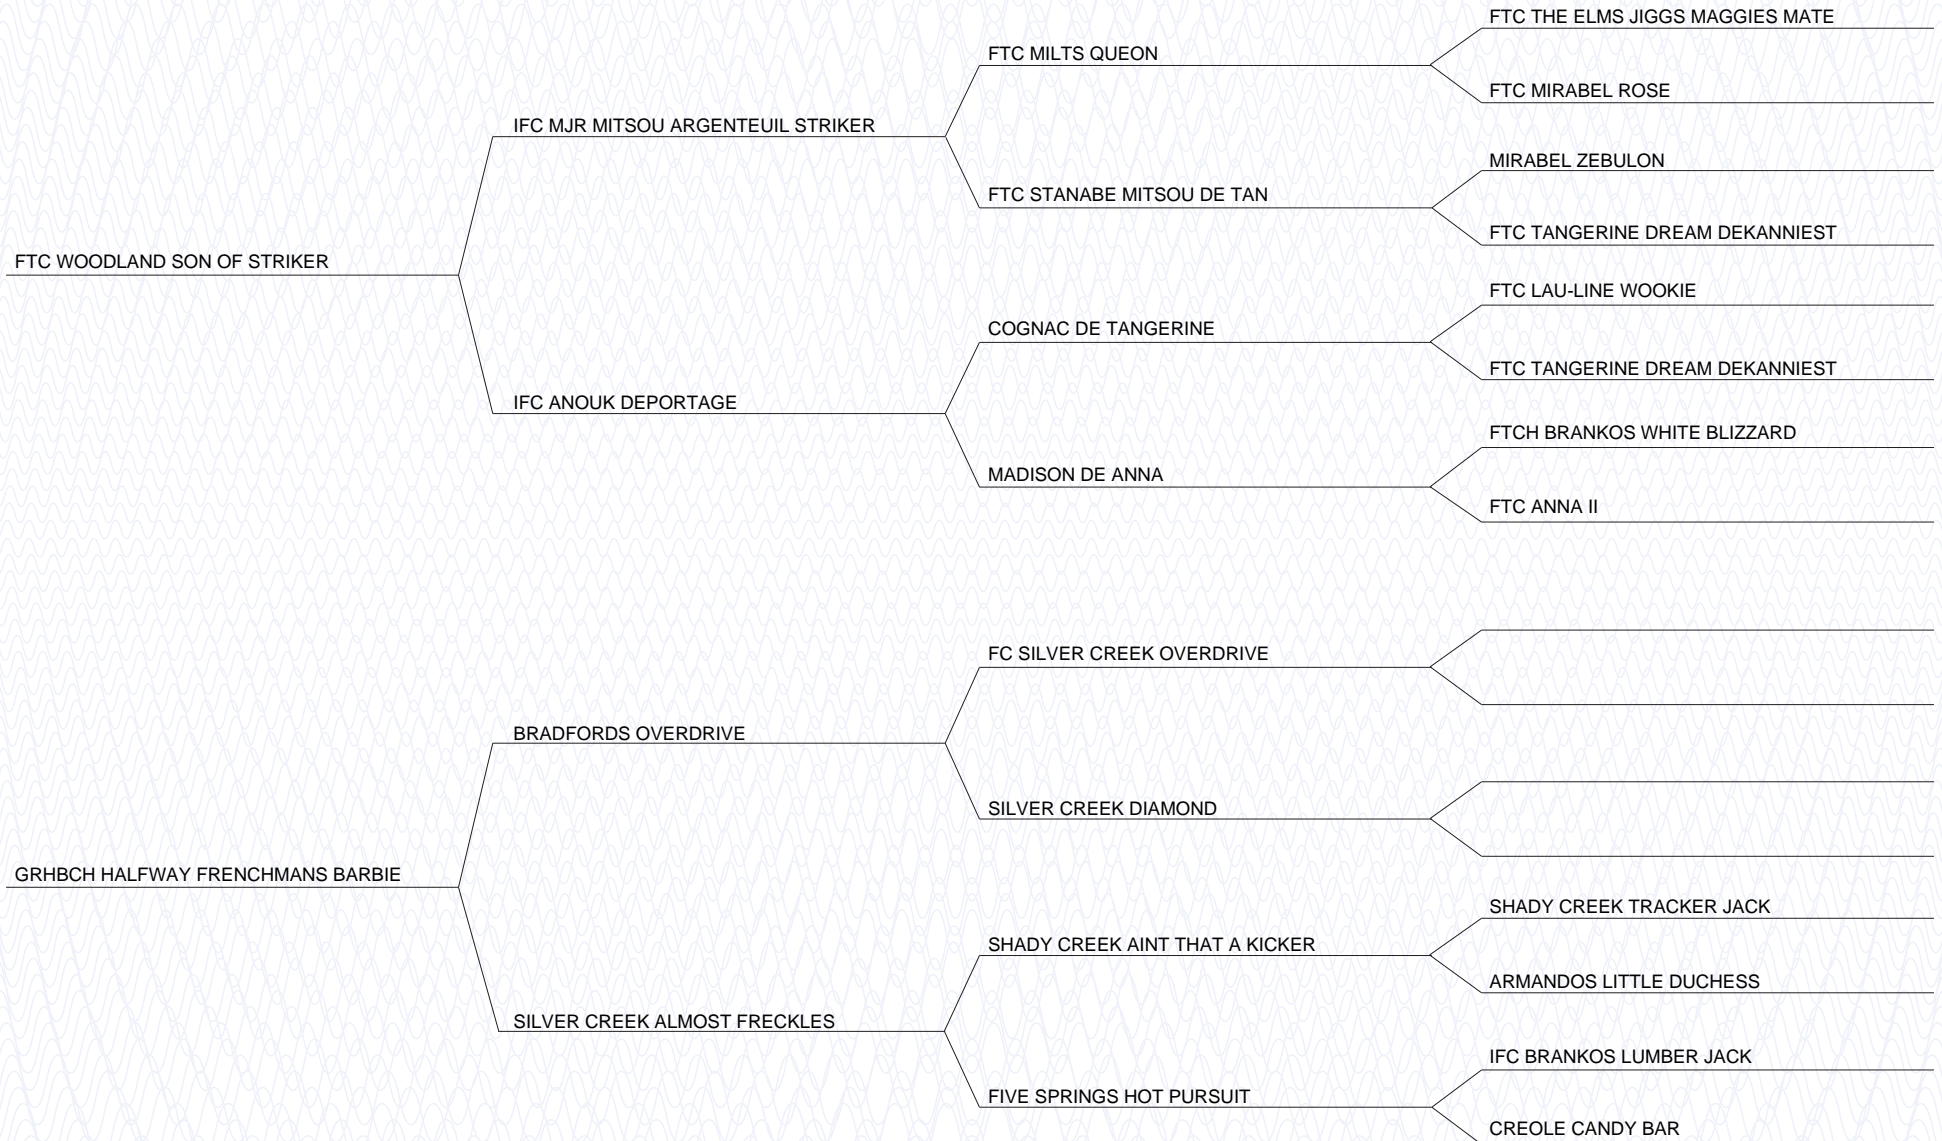 FTC THE ELMS JIGGS MAGGIES MATE
FTC MILTS QUEON
FTC MIRABEL ROSE
IFC MJR MITSOU ARGENTEUIL STRIKER
MIRABEL ZEBULON
FTC STANABE MITSOU DE TAN
FTC TANGERINE DREAM DEKANNIEST
FTC WOODLAND SON OF STRIKER
FTC LAU-LINE WOOKIE
COGNAC DE TANGERINE
FTC TANGERINE DREAM DEKANNIEST
IFC ANOUK DEPORTAGE
FTCH BRANKOS WHITE BLIZZARD
MADISON DE ANNA
FTC ANNA II
FC SILVER CREEK OVERDRIVE
BRADFORDS OVERDRIVE
SILVER CREEK DIAMOND
GRHBCH HALFWAY FRENCHMANS BARBIE
SHADY CREEK TRACKER JACK
SHADY CREEK AINT THAT A KICKER
ARMANDOS LITTLE DUCHESS
SILVER CREEK ALMOST FRECKLES
IFC BRANKOS LUMBER JACK
FIVE SPRINGS HOT PURSUIT
CREOLE CANDY BAR